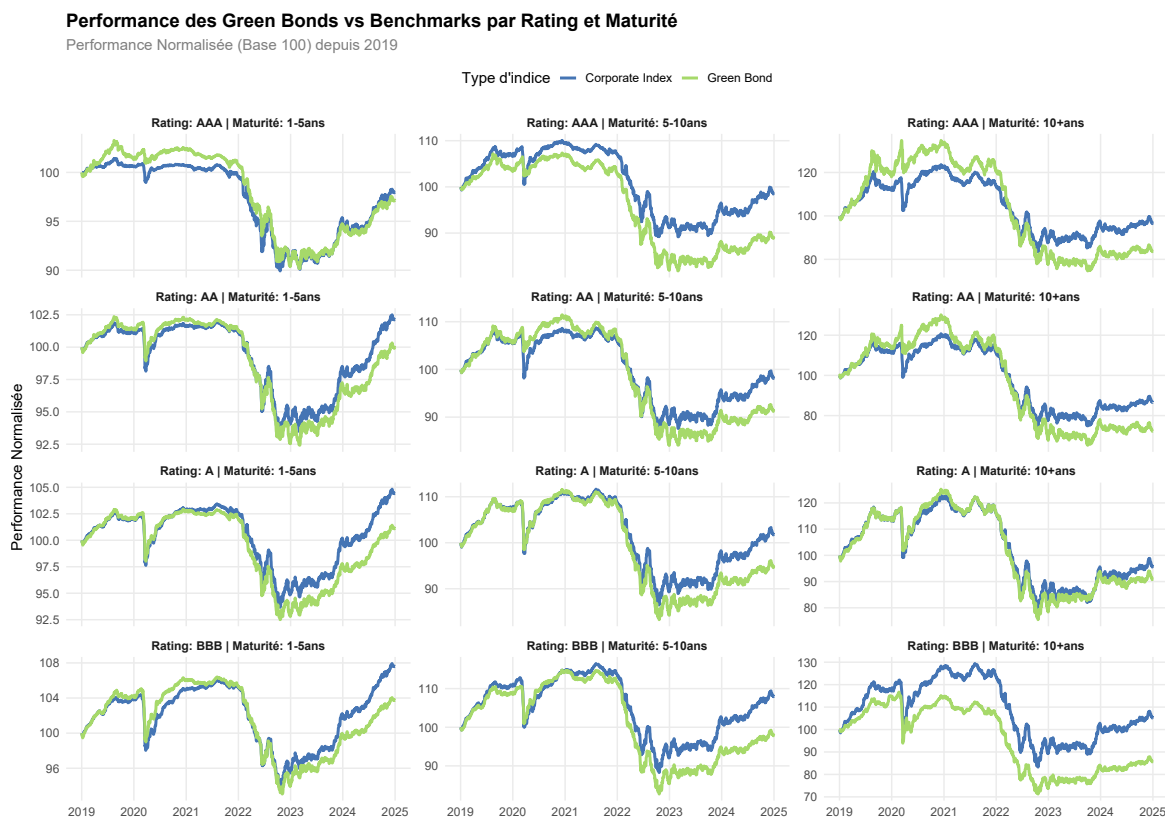 Performance des Green Bonds vs Benchmarks par Rating et Maturité
Performance Normalisée (Base 100) depuis 2019
Type d'indice Corporate Index Green Bond
Performance Normalisée
Rating: AAA | Maturité: 1-5ans
100
95
90
Rating: AAA | Maturité: 5-10ans
110
100
90
Rating: AAA | Maturité: 10+ans
120
100
80
Rating: AA | Maturité: 1-5ans
102.5
100.0
97.5
95.0
92.5
Rating: AA | Maturité: 5-10ans
110
100
90
Rating: AA | Maturité: 10+ans
120
100
80
Rating: A | Maturité: 1-5ans
105.0
102.5
100.0
97.5
95.0
92.5
Rating: A | Maturité: 5-10ans
110
100
90
Rating: A | Maturité: 10+ans
120
110
100
90
80
Rating: BBB | Maturité: 1-5ans
108
104
100
96
Rating: BBB | Maturité: 5-10ans
110
100
90
Rating: BBB | Maturité: 10+ans
130
120
110
100
90
80
70
2019 2020 2021 2022 2023 2024 2025
2019 2020 2021 2022 2023 2024 2025
2019 2020 2021 2022 2023 2024 2025